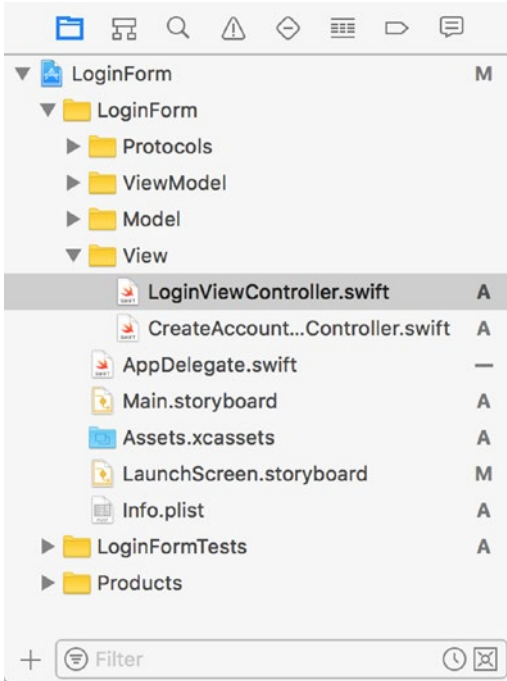 LoginForm M
LoginForm
Protocols
ViewModel
Model
View
LoginViewController.swift A
CreateAccount...Controller.swift A
AppDelegate.swift —
Main.storyboard A
Assets.xcassets A
LaunchScreen.storyboard M
Info.plist A
LoginFormTests A
Products
Filter